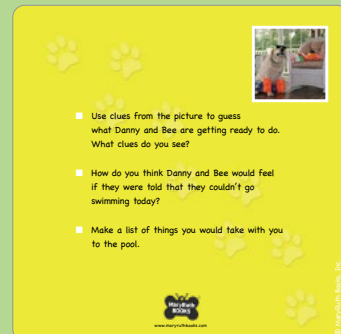 Use clues from the picture to guess
what Danny and Bee are getting ready to do.
What clues do you see?
How do you think Danny and Bee would feel
if they were told that they couldn't go
swimming today?
Make a list of things you would take with you
to the pool.
MaryRuth
BOOKS
www.maryruthbooks.com
© MaryRuth Books, Inc.